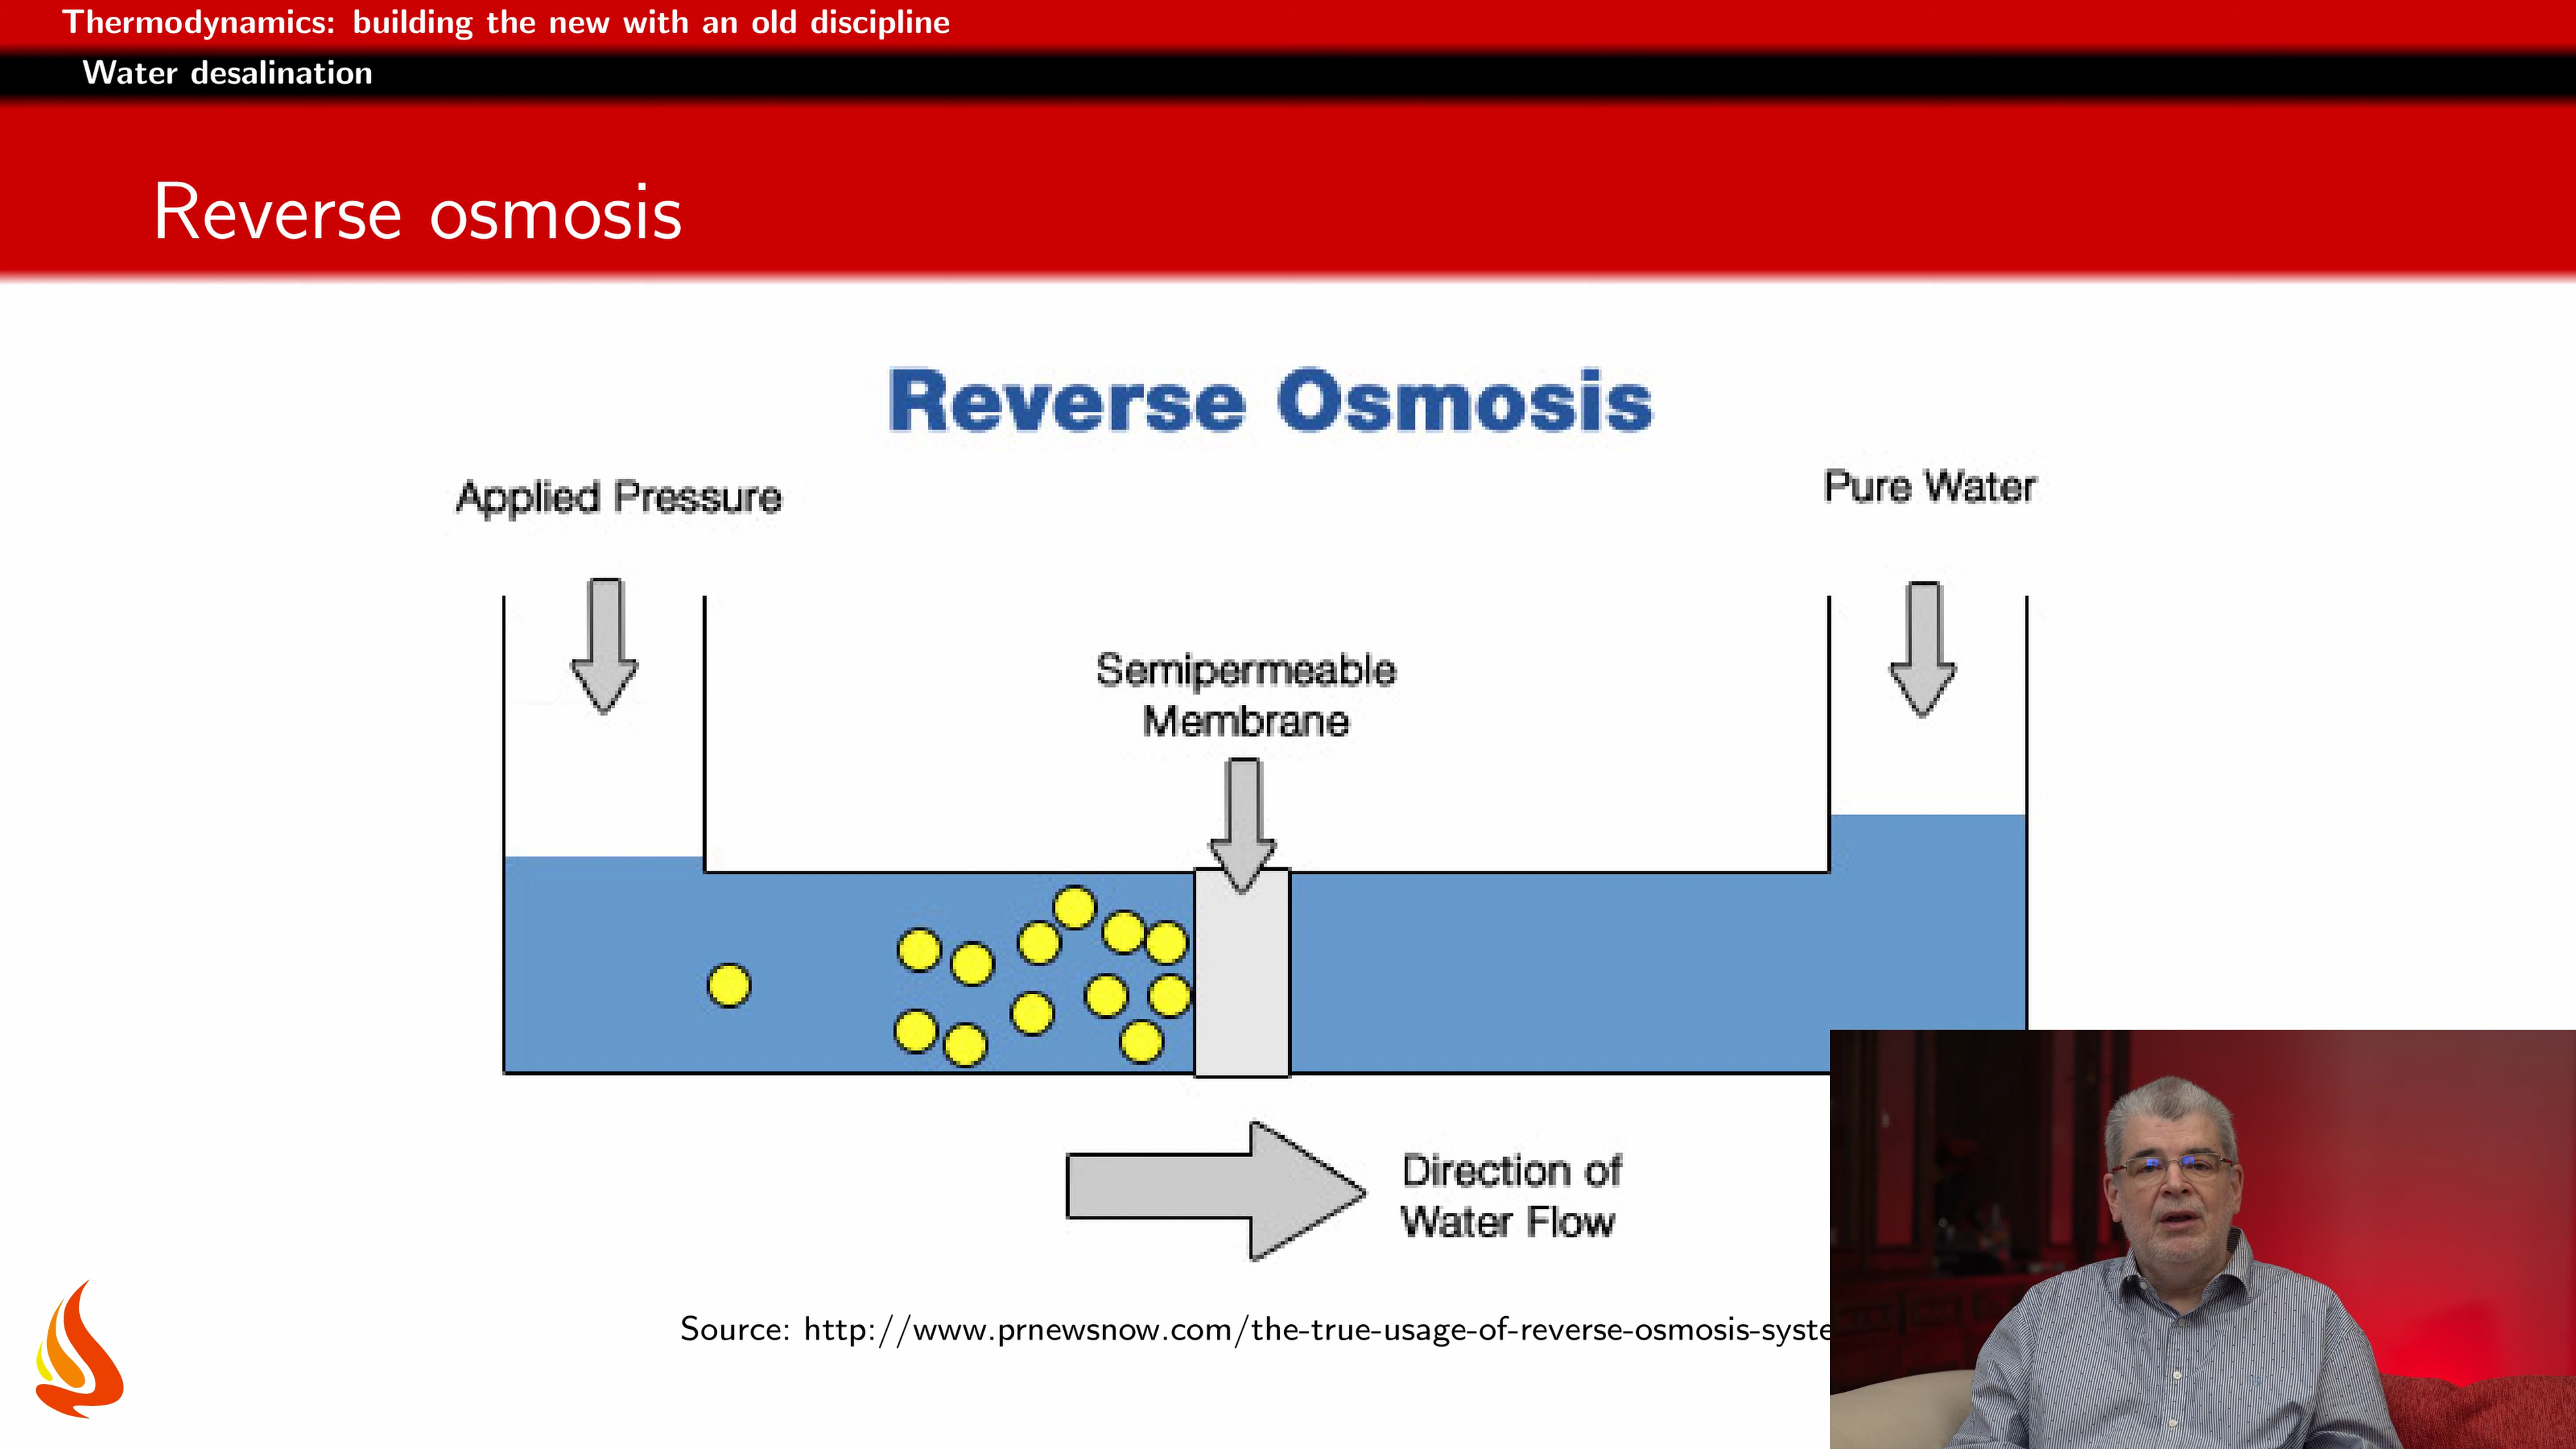 Thermodynamics: building the new with an old discipline
Water desalination
Reverse osmosis
Reverse Osmosis
Applied Pressure
Pure Water
Semipermeable
Membrane
Direction of
Water Flow
Source: http://www.prnewsnow.com/the-true-usage-of-reverse-osmosis-syste